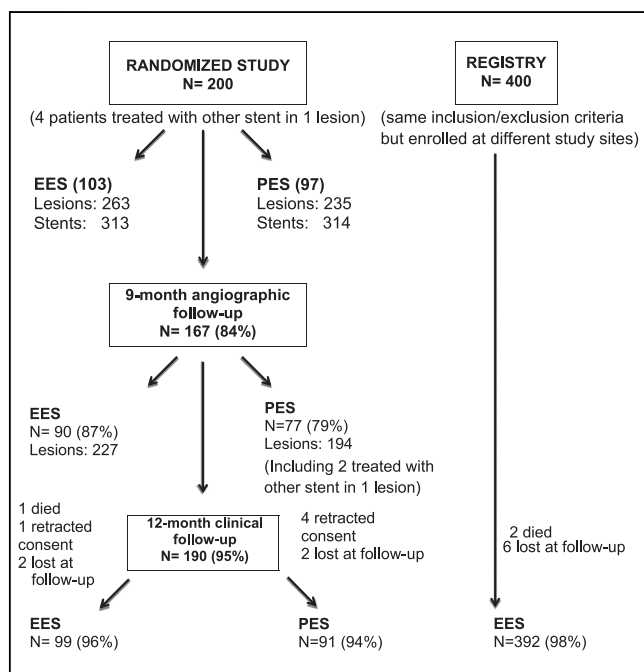 RANDOMIZED STUDY
N= 200
(4 patients treated with other stent in 1 lesion)
REGISTRY
N= 400
(same inclusion/exclusion criteria
but enrolled at different study sites)
EES (103)
Lesions: 263
Stents: 313
PES (97)
Lesions: 235
Stents: 314
9-month angiographic
follow-up
N= 167 (84%)
EES
N= 90 (87%)
Lesions: 227
PES
N=77 (79%)
Lesions: 194
(Including 2 treated with
other stent in 1 lesion)
1 died
1 retracted
consent
2 lost at
follow-up
12-month clinical
follow-up
N= 190 (95%)
4 retracted
consent
2 lost at follow-up
2 died
6 lost at follow-up
EES
N= 99 (96%)
PES
N=91 (94%)
EES
N=392 (98%)